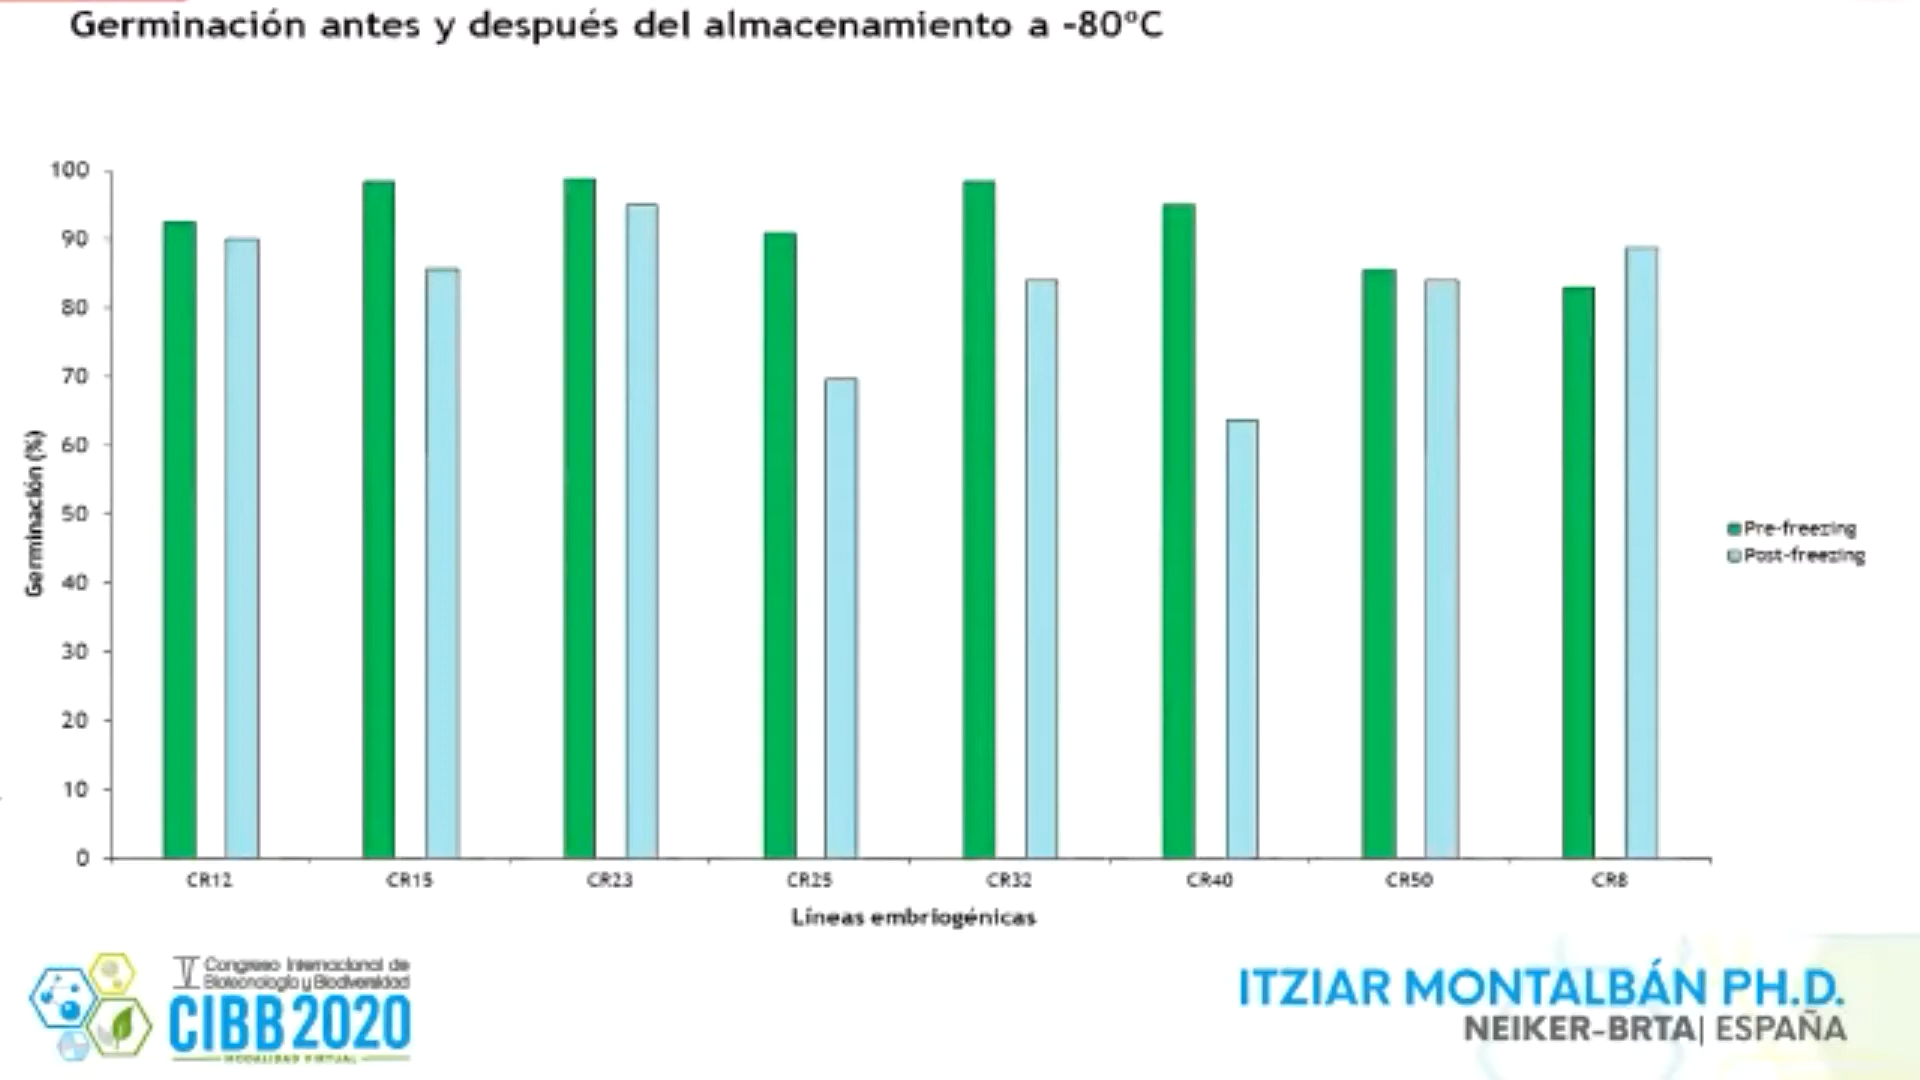 Germinación antes y después del almacenamiento a -80ºC
100
90
80
70
60
50
40
30
20
10
0
Germinación (%)
CR12 CR15 CR23 CR25 CR32 CR40 CR50 CR8
Líneas embriogénicas
Pre-freezing
Post-freezing
V Congreso Internacional de
Biotecnología y Biodiversidad
CIBB2020
MODALIDAD VIRTUAL
ITZIAR MONTALBÁN PH.D.
NEIKER-BRTA| ESPAÑA